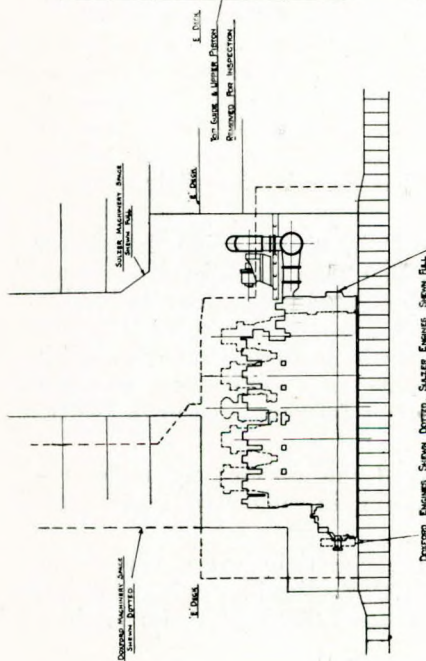 SULZER MACHINERY SPACE
SHEWN FULL
E DECK
'E' DECK
TOP GUIDE & UPPER PISTON
REMOVED FOR INSPECTION
DOXFORD MACHINERY SPACE
SHEWN DOTTED
'E' DECK
DOXFORD ENGINES SHEWN DOTTED SULZER ENGINES SHEWN FULL